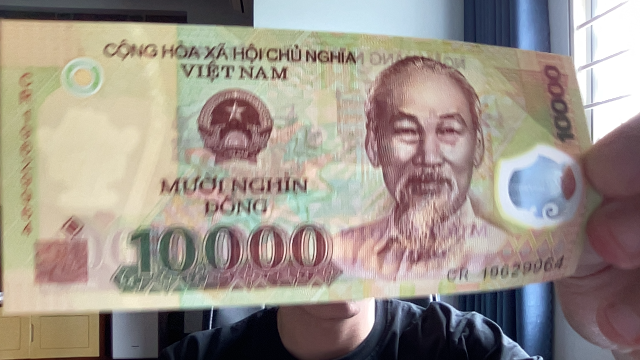 CỘNG HÒA XÃ HỘI CHỦ NGHĨA
VIỆT NAM
10000
MƯỜI NGHÌN
ĐỒNG
10000
CR 19629964